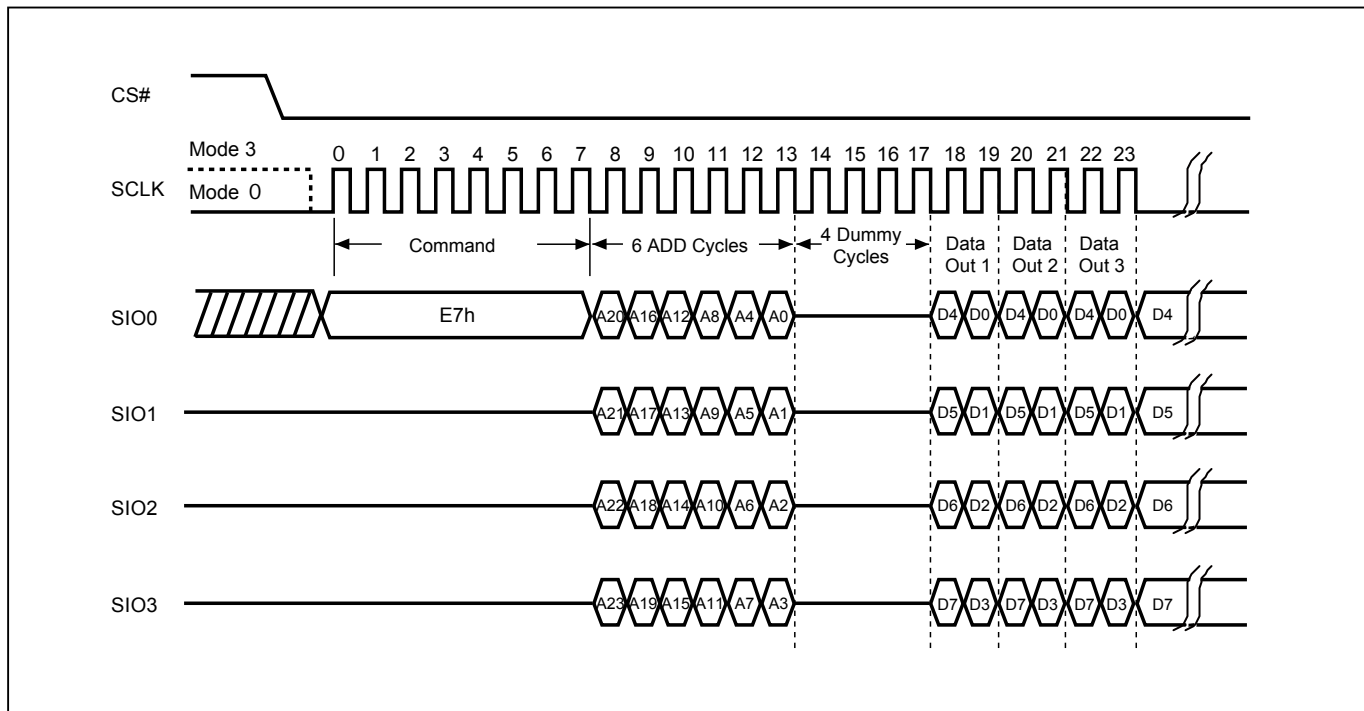 CS#
Mode 3
0 1 2 3 4 5 6 7 8 9 10 11 12 13 14 15 16 17 18 19 20 21 22 23
SCLK
Mode 0
Command
6 ADD Cycles
4 Dummy
Cycles
Data
Out 1
Data
Out 2
Data
Out 3
SIO0
E7h
A20 A16 A12 A8 A4 A0
D4 D0 D4 D0 D4 D0 D4
SIO1
A21 A17 A13 A9 A5 A1
D5 D1 D5 D1 D5 D1 D5
SIO2
A22 A18 A14 A10 A6 A2
D6 D2 D6 D2 D6 D2 D6
SIO3
A23 A19 A15 A11 A7 A3
D7 D3 D7 D3 D7 D3 D7